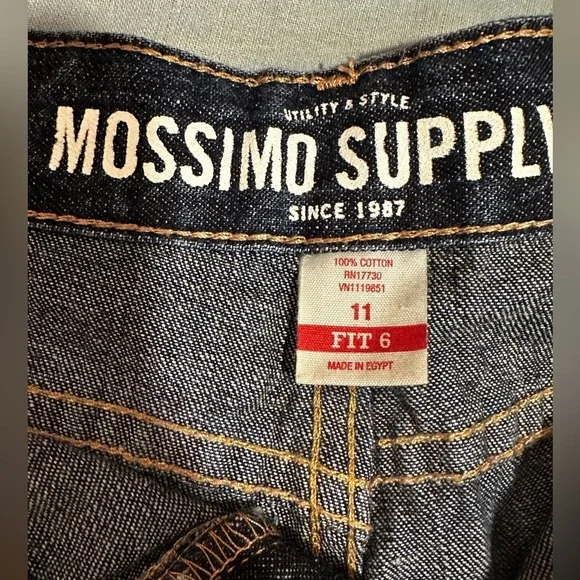 UTILITY & STYLE
MOSSIMO SUPPLY
SINCE 1987
100% COTTON
RN17730
VN1119851
11
FIT 6
MADE IN EGYPT